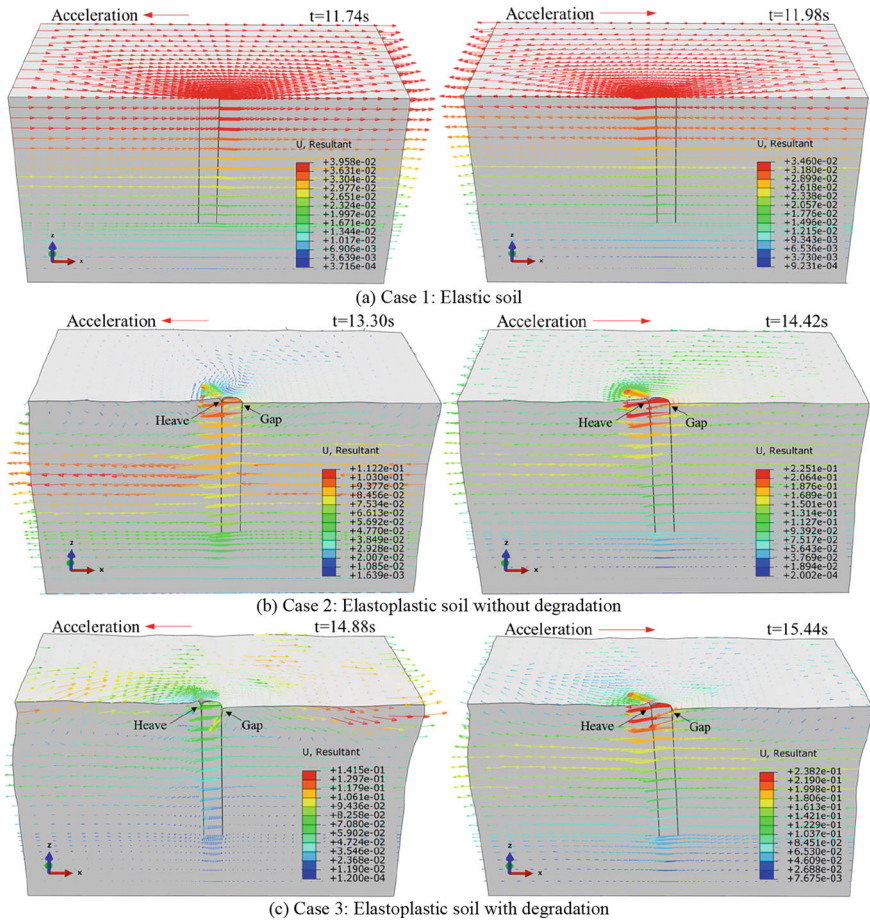 Acceleration
t=11.74s
Acceleration
t=11.98s
U, Resultant
+3.958e-02
+3.631e-02
+3.304e-02
+2.977e-02
+2.651e-02
+2.324e-02
+1.997e-02
+1.671e-02
+1.344e-02
+1.017e-02
+6.906e-03
+3.639e-03
+3.716e-04
z
x
U, Resultant
+3.460e-02
+3.180e-02
+2.899e-02
+2.618e-02
+2.338e-02
+2.057e-02
+1.776e-02
+1.496e-02
+1.215e-02
+9.343e-03
+6.536e-03
+3.730e-03
+9.231e-04
z
x
(a) Case 1: Elastic soil
Acceleration
t=13.30s
Acceleration
t=14.42s
Heave
Gap
U, Resultant
+1.122e-01
+1.030e-01
+9.377e-02
+8.456e-02
+7.534e-02
+6.613e-02
+5.692e-02
+4.770e-02
+3.849e-02
+2.928e-02
+2.007e-02
+1.085e-02
+1.639e-03
z
x
Heave
Gap
U, Resultant
+2.251e-01
+2.064e-01
+1.876e-01
+1.689e-01
+1.501e-01
+1.314e-01
+1.127e-01
+9.392e-02
+7.517e-02
+5.643e-02
+3.769e-02
+1.894e-02
+2.002e-04
z
x
(b) Case 2: Elastoplastic soil without degradation
Acceleration
t=14.88s
Acceleration
t=15.44s
Heave
Gap
U, Resultant
+1.415e-01
+1.297e-01
+1.179e-01
+1.061e-01
+9.436e-02
+8.258e-02
+7.080e-02
+5.902e-02
+4.724e-02
+3.546e-02
+2.368e-02
+1.190e-02
+1.200e-04
z
x
Heave
Gap
U, Resultant
+2.382e-01
+2.190e-01
+1.998e-01
+1.806e-01
+1.613e-01
+1.421e-01
+1.229e-01
+1.037e-01
+8.451e-02
+6.530e-02
+4.609e-02
+2.688e-02
+7.675e-03
z
x
(c) Case 3: Elastoplastic soil with degradation